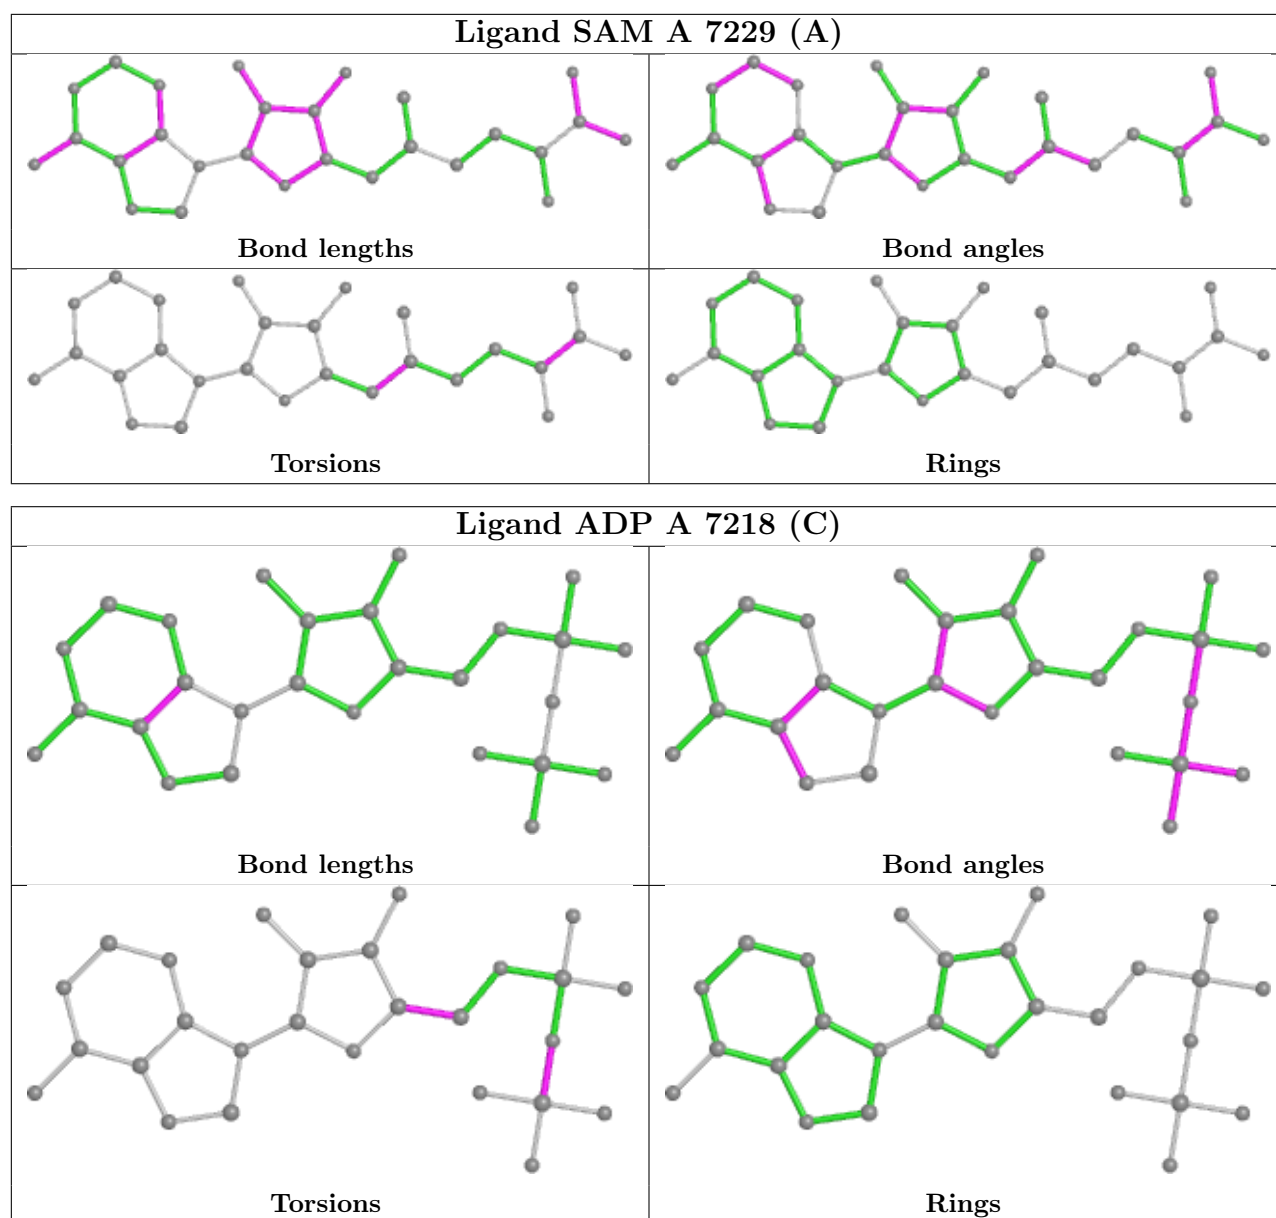 Ligand SAM A 7229 (A)
Bond lengths
Bond angles
Torsions
Rings
Ligand ADP A 7218 (C)
Bond lengths
Bond angles
Torsions
Rings